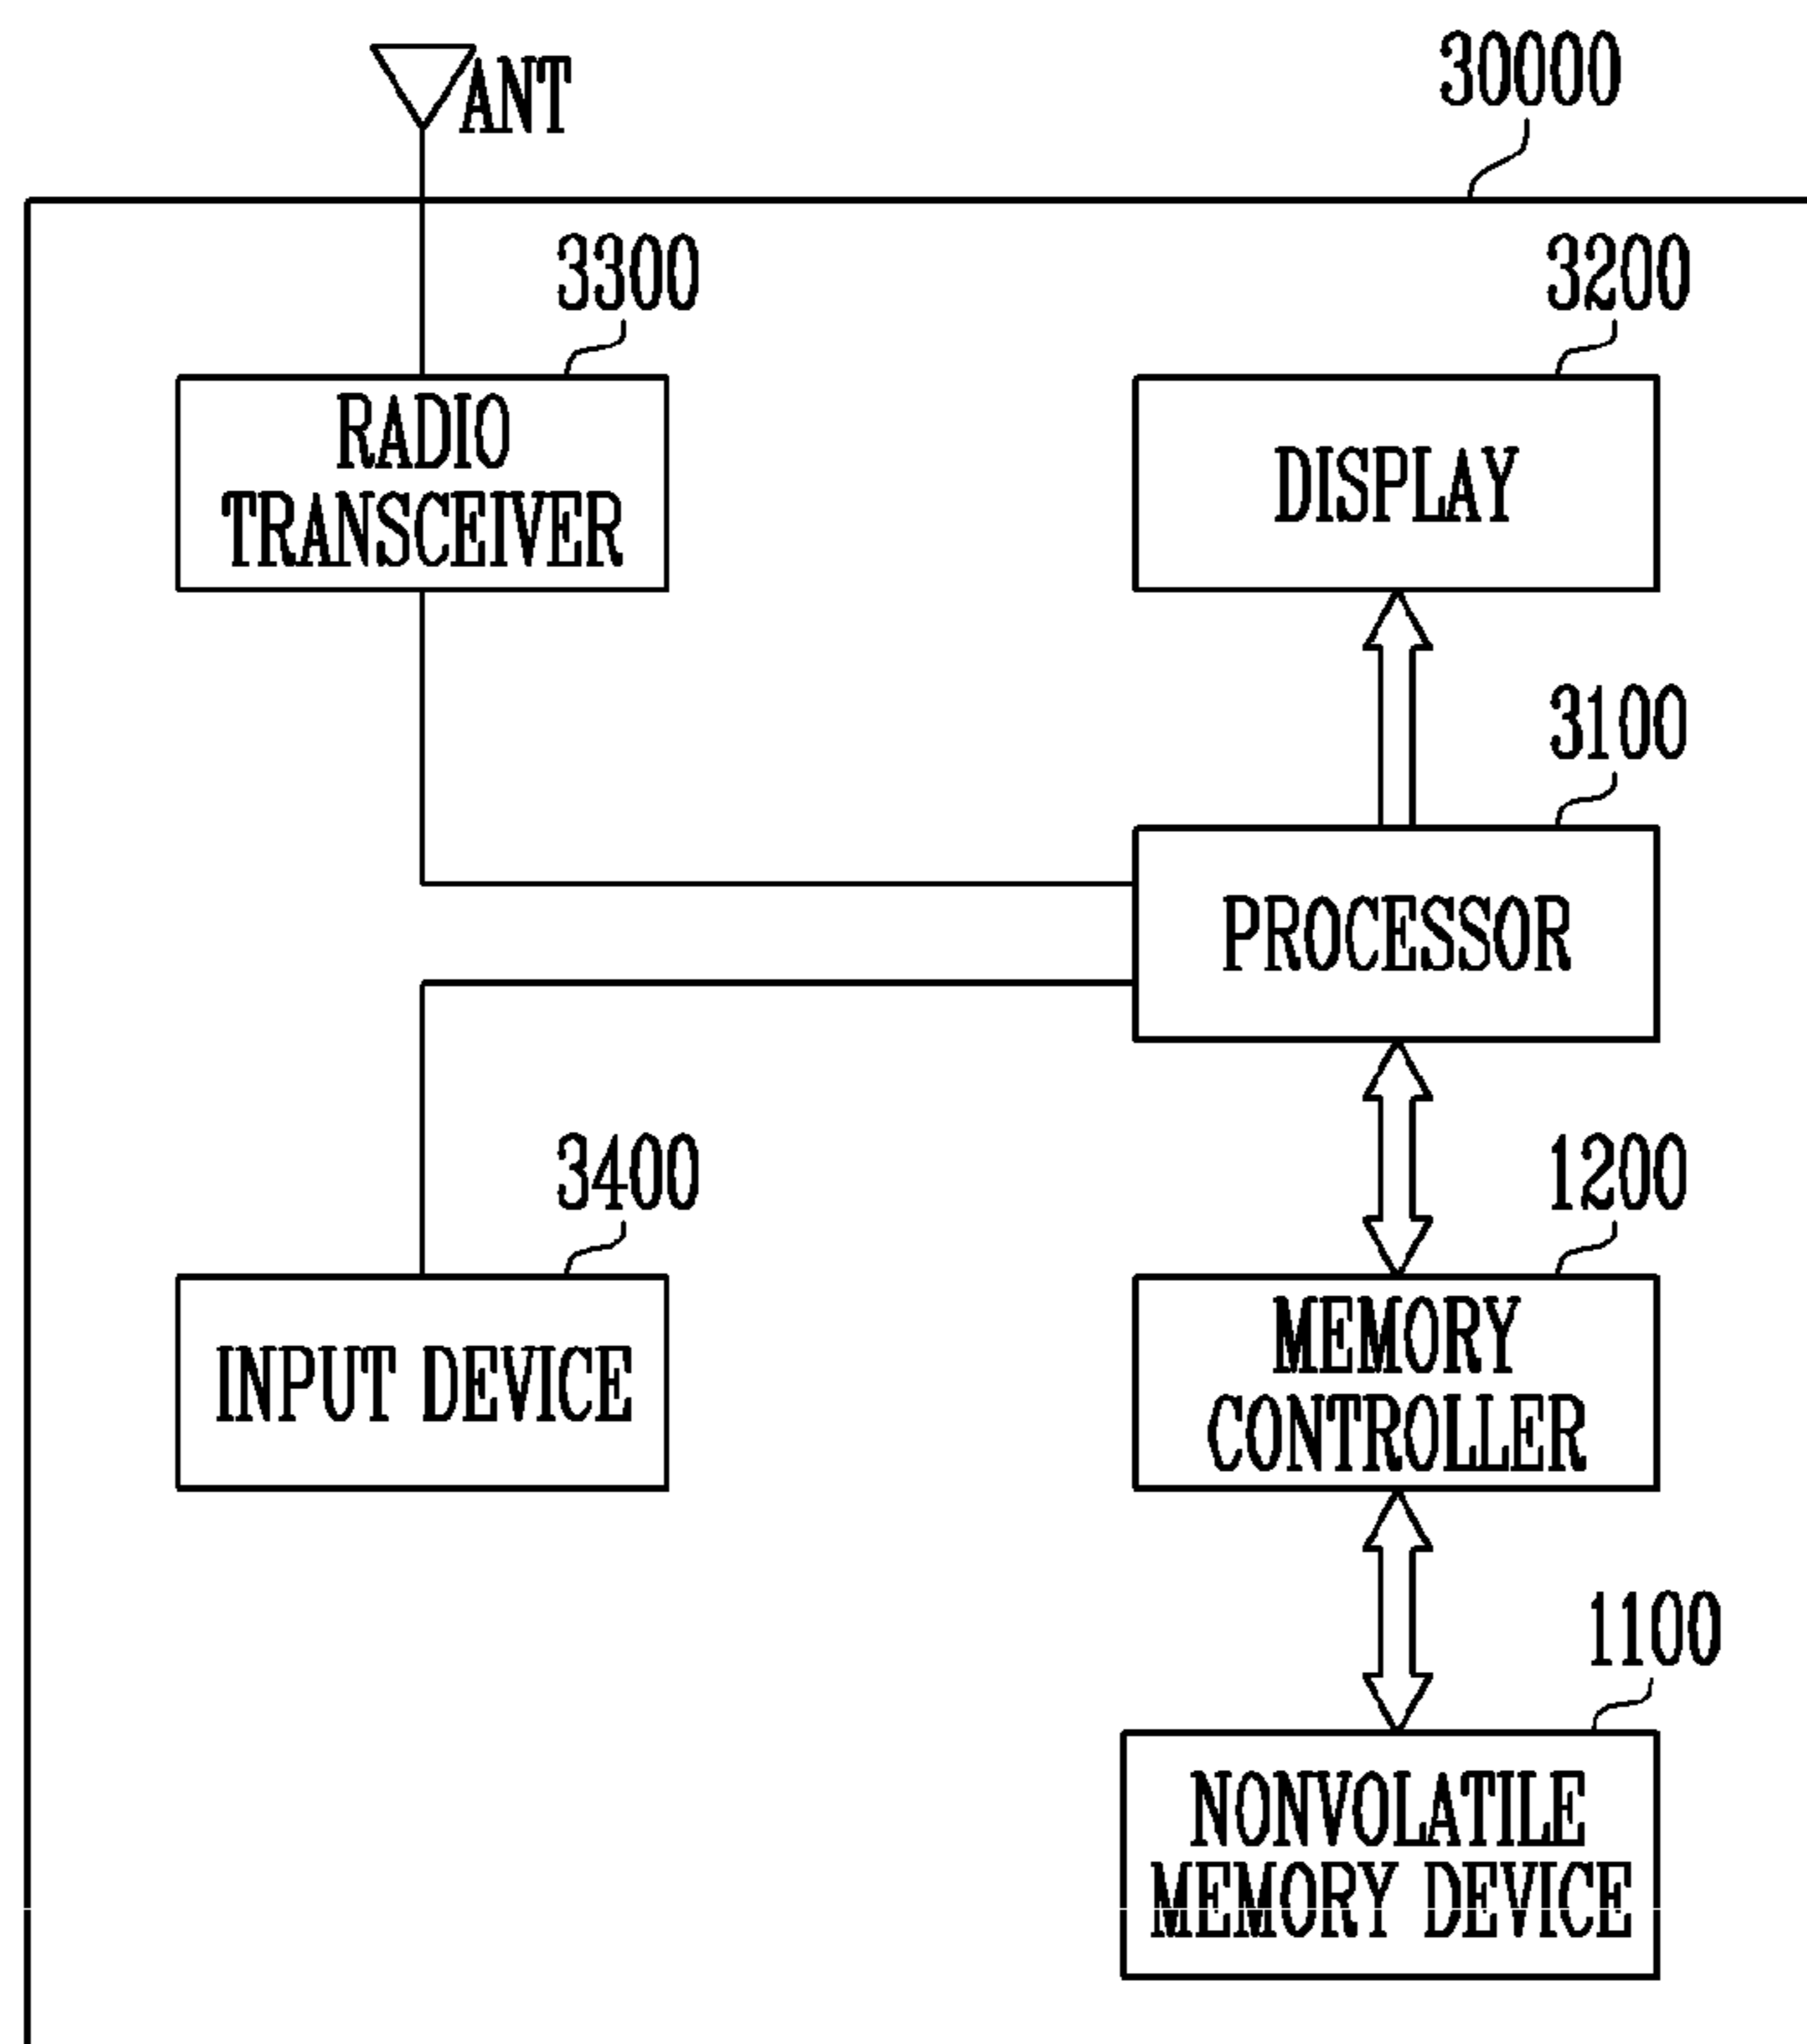 ANT
30000
3300
3200
RADIO
TRANSCEIVER
DISPLAY
3100
PROCESSOR
3400
1200
INPUT DEVICE
MEMORY
CONTROLLER
1100
NONVOLATILE
MEMORY DEVICE